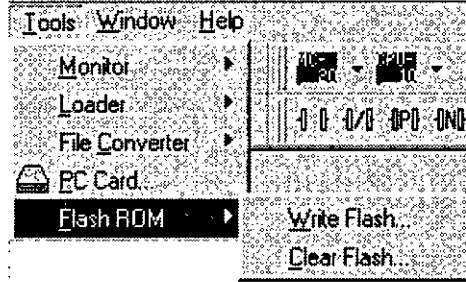 Tools Window Help
Monitor
Loader
File Converter
PC Card...
Flash ROM
Write Flash...
Clear Flash...